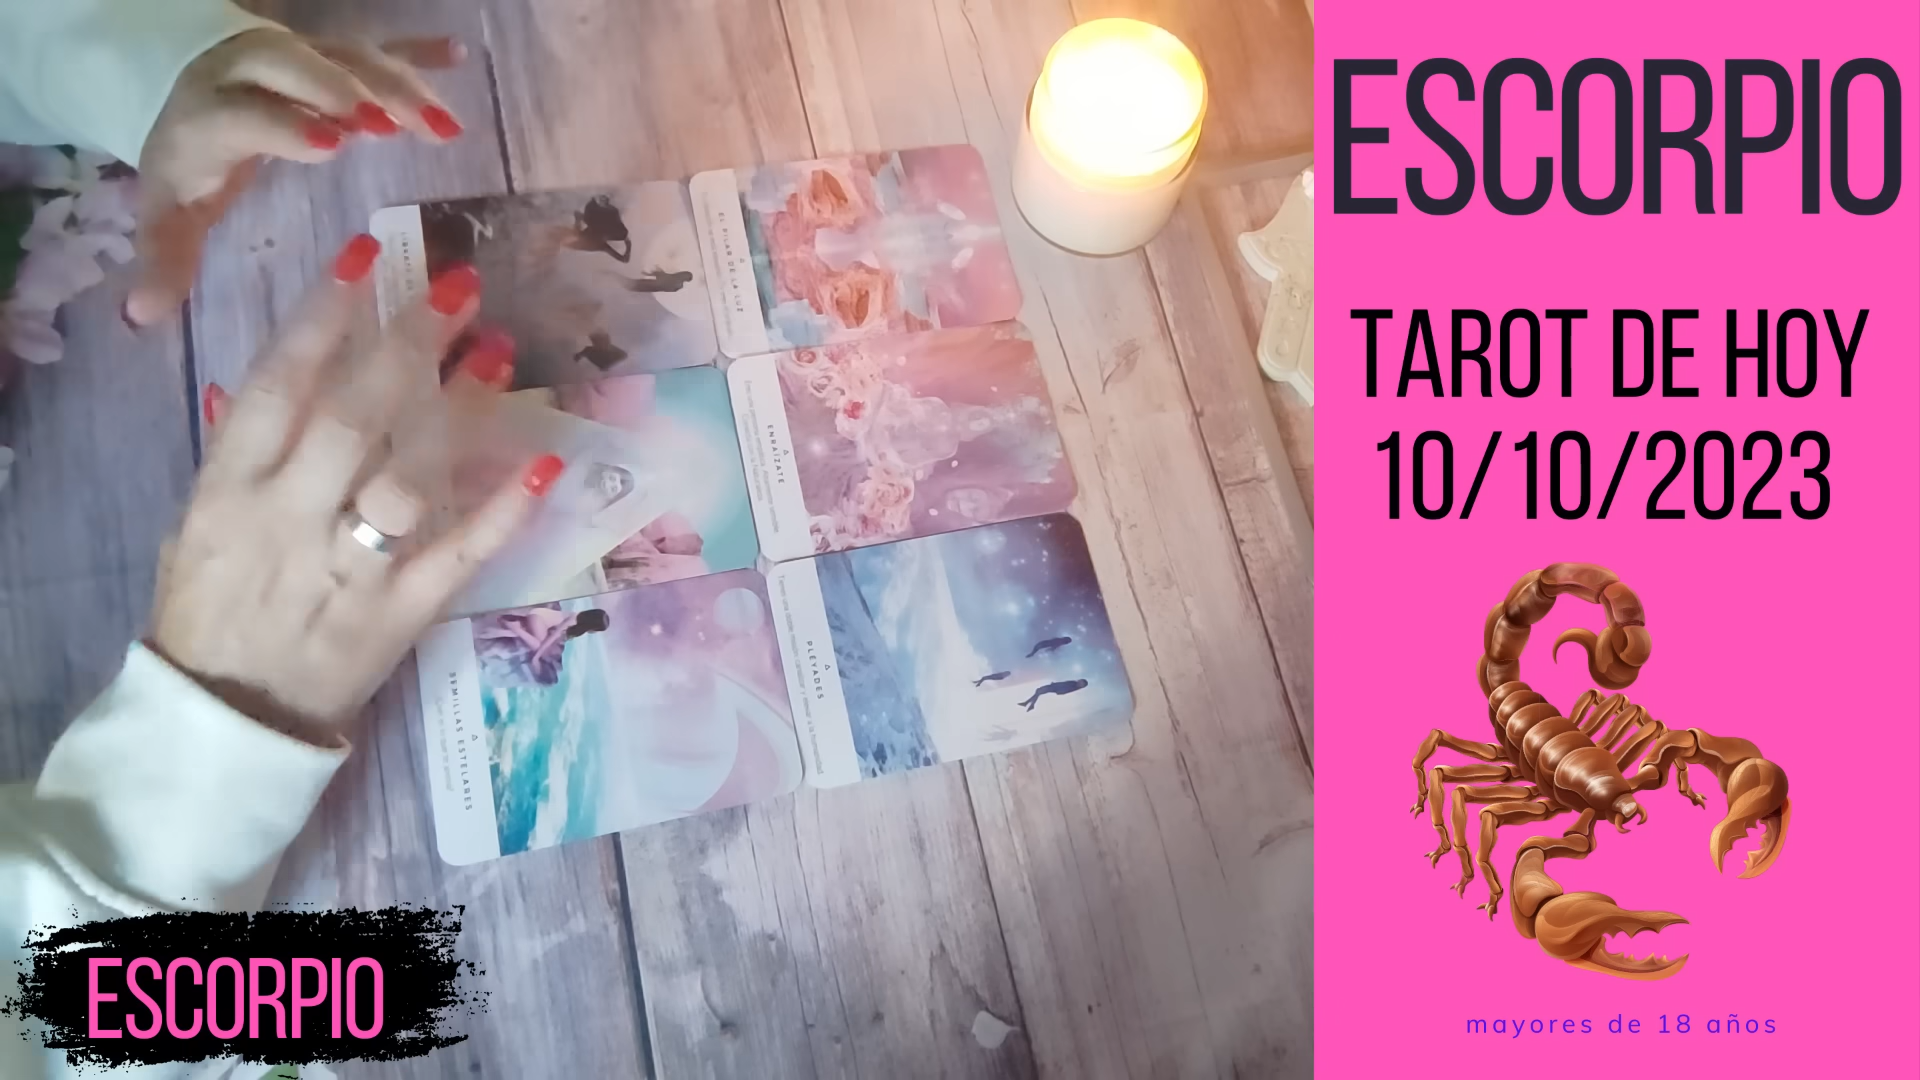 ESCORPIO
TAROT DE HOY
10/10/2023
mayores de 18 años
ESCORPIO
EL PILAR DE LA LUZ
ENRAÍZATE
PLÉYADES
SEMILLAS ESTELARES